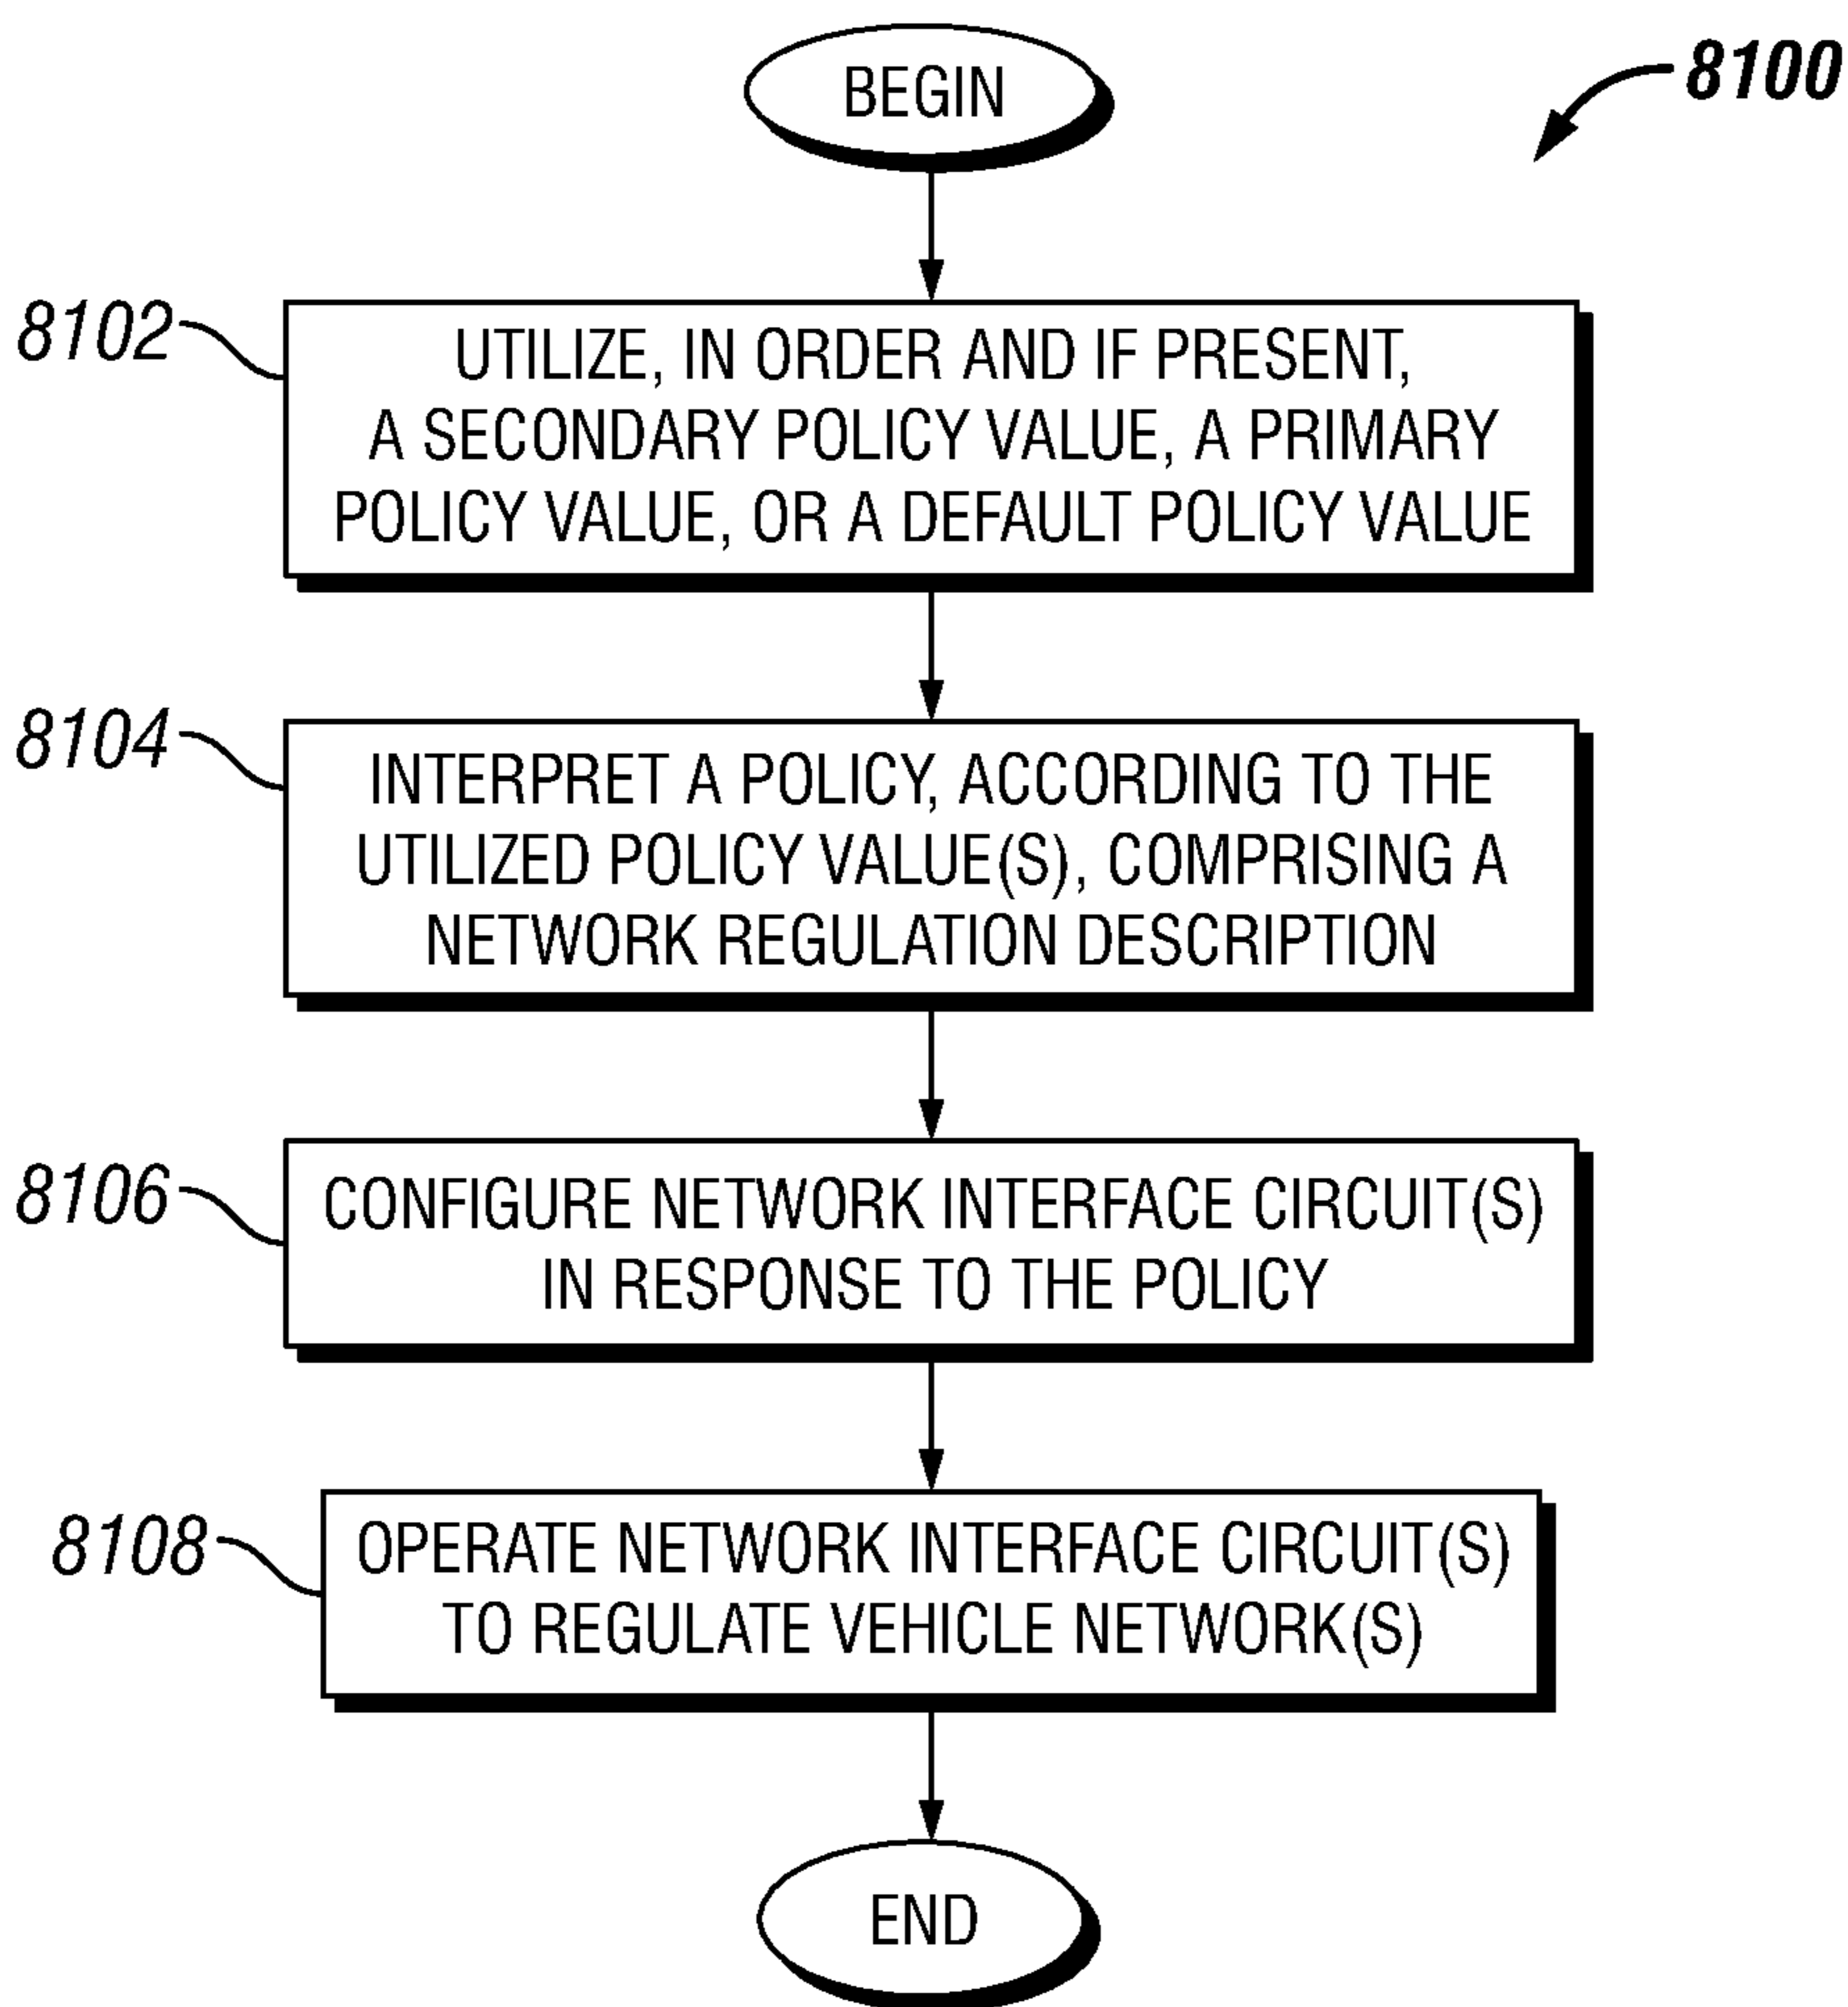 BEGIN
8100
8102
UTILIZE, IN ORDER AND IF PRESENT,
A SECONDARY POLICY VALUE, A PRIMARY
POLICY VALUE, OR A DEFAULT POLICY VALUE
8104
INTERPRET A POLICY, ACCORDING TO THE
UTILIZED POLICY VALUE(S), COMPRISING A
NETWORK REGULATION DESCRIPTION
8106
CONFIGURE NETWORK INTERFACE CIRCUIT(S)
IN RESPONSE TO THE POLICY
8108
OPERATE NETWORK INTERFACE CIRCUIT(S)
TO REGULATE VEHICLE NETWORK(S)
END